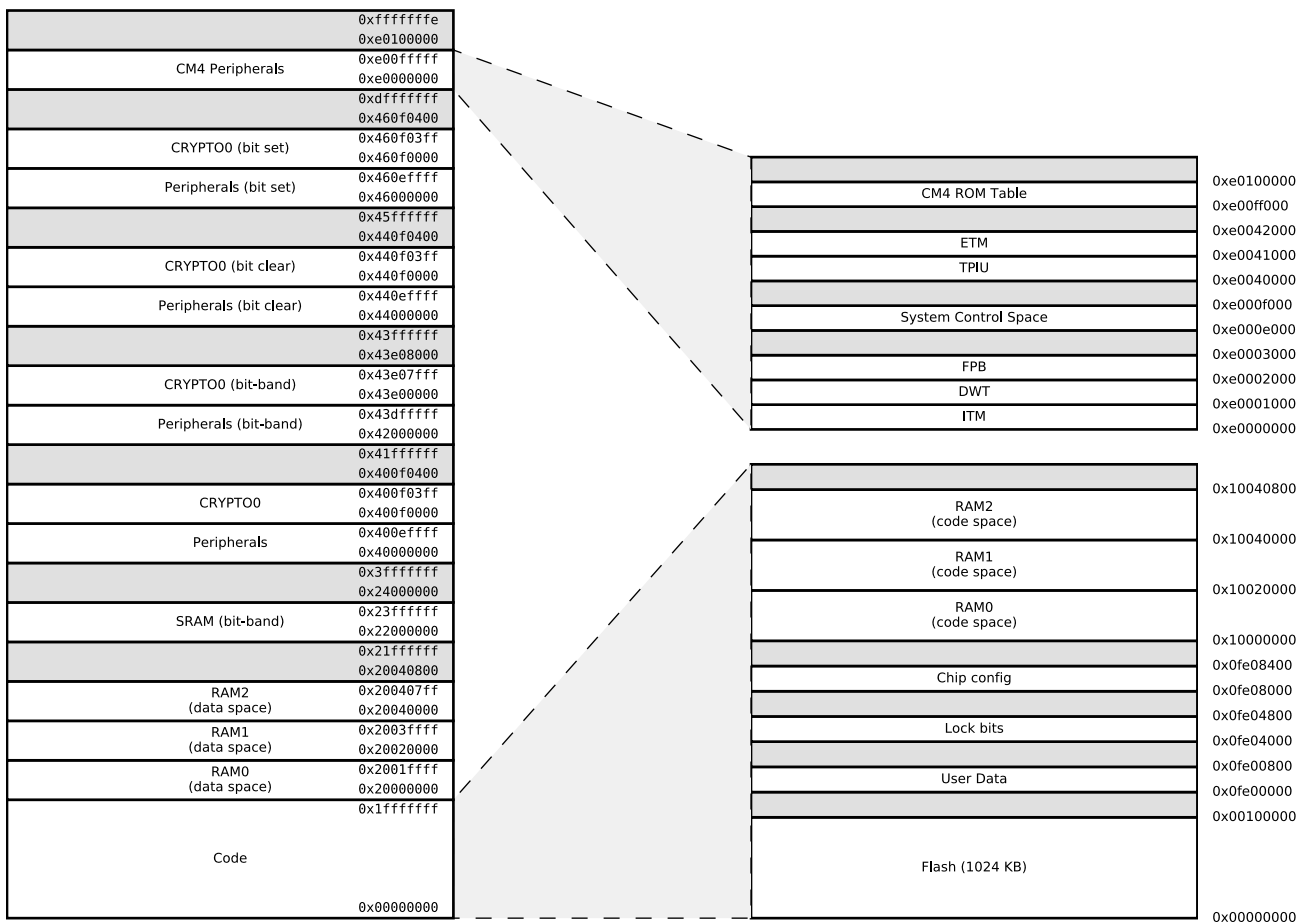 0xfffffffe
0xe0100000
CM4 Peripherals
0xe00fffff
0xe0000000
0xdfffffff
0x460f0400
CRYPTO0 (bit set)
0x460f03ff
0x460f0000
Peripherals (bit set)
0x460effff
0x46000000
0x45ffffff
0x440f0400
CRYPTO0 (bit clear)
0x440f03ff
0x440f0000
Peripherals (bit clear)
0x440effff
0x44000000
0x43ffffff
0x43e08000
CRYPTO0 (bit-band)
0x43e07fff
0x43e00000
Peripherals (bit-band)
0x43dfffff
0x42000000
0x41ffffff
0x400f0400
CRYPTO0
0x400f03ff
0x400f0000
Peripherals
0x400effff
0x40000000
0x3fffffff
0x24000000
SRAM (bit-band)
0x23ffffff
0x22000000
0x21ffffff
0x20040800
RAM2
(data space)
0x200407ff
0x20040000
RAM1
(data space)
0x2003ffff
0x20020000
RAM0
(data space)
0x2001ffff
0x20000000
0x1fffffff
Code
0x00000000
0xe0100000
CM4 ROM Table
0xe00ff000
0xe0042000
ETM
0xe0041000
TPIU
0xe0040000
0xe000f000
System Control Space
0xe000e000
0xe0003000
FPB
0xe0002000
DWT
0xe0001000
ITM
0xe0000000
0x10040800
RAM2
(code space)
0x10040000
RAM1
(code space)
0x10020000
RAM0
(code space)
0x10000000
0x0fe08400
Chip config
0x0fe08000
0x0fe04800
Lock bits
0x0fe04000
0x0fe00800
User Data
0x0fe00000
0x00100000
Flash (1024 KB)
0x00000000